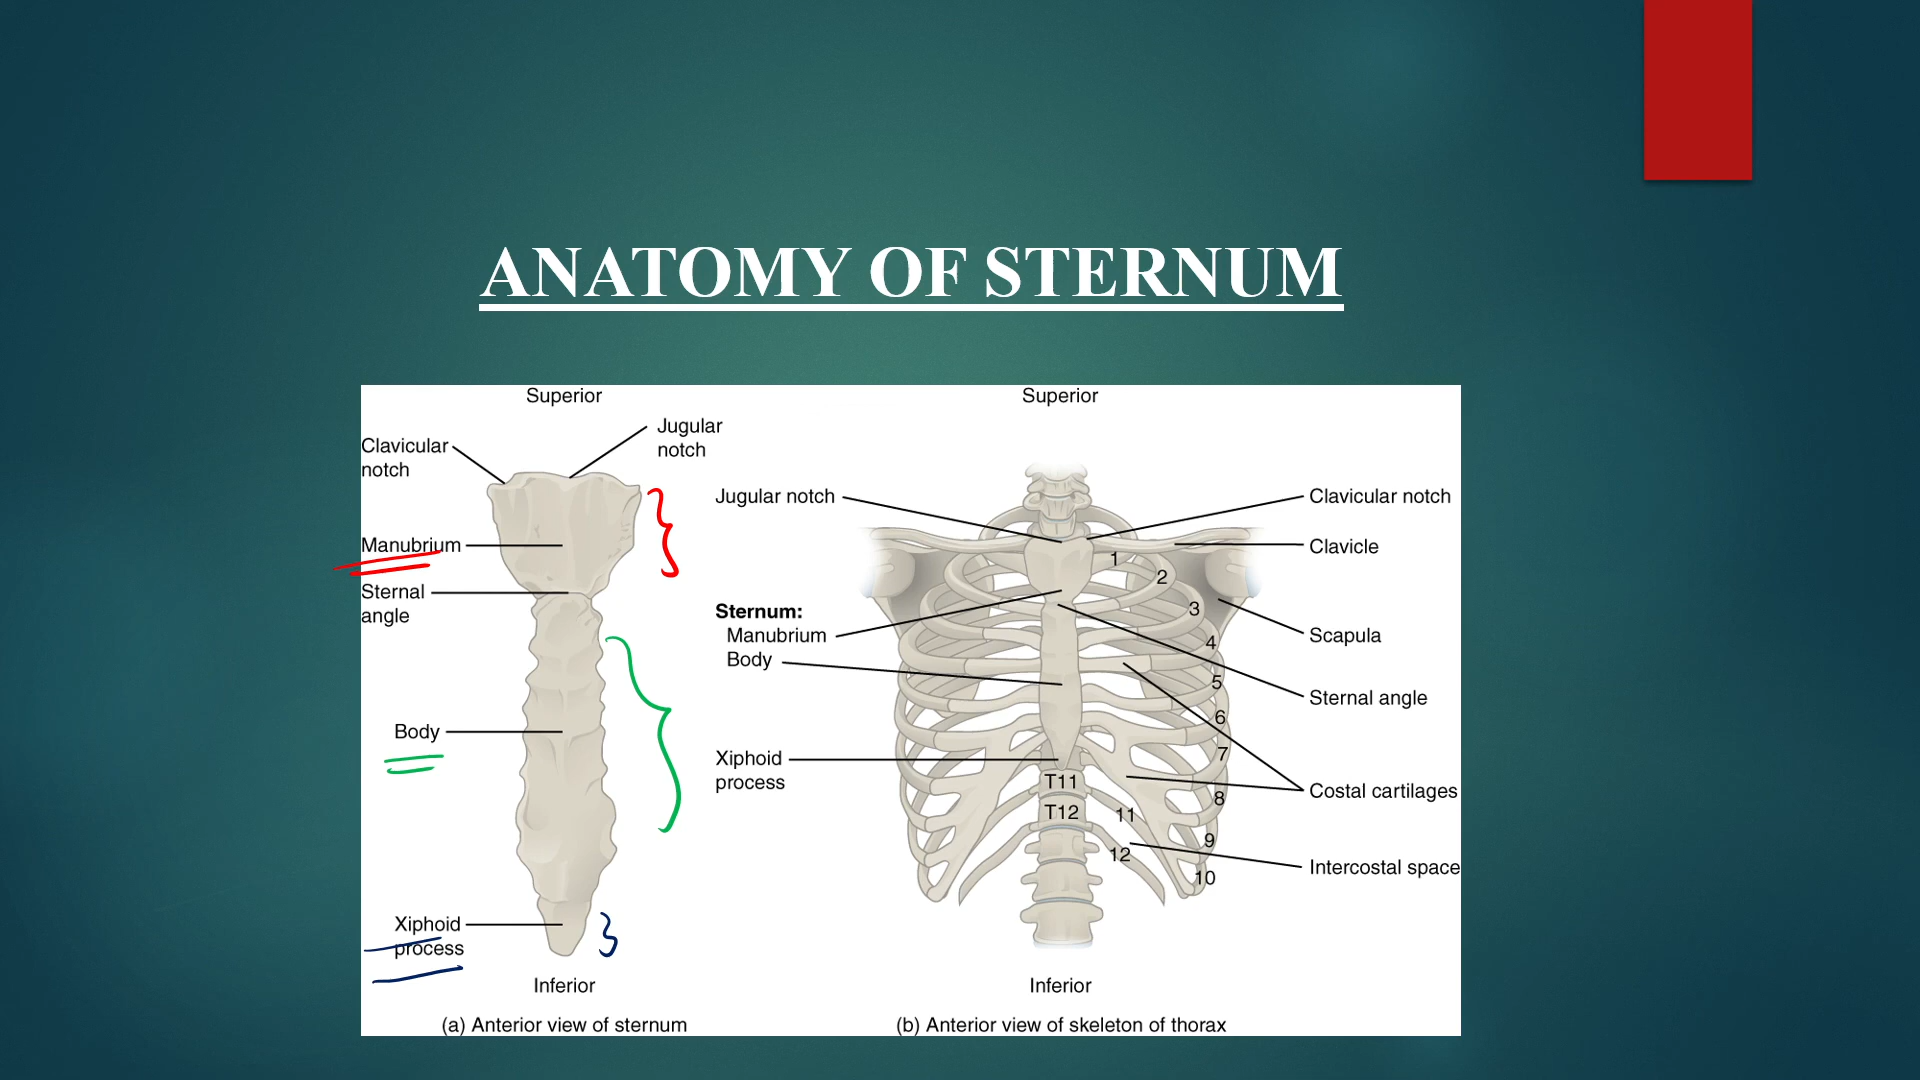 ANATOMY OF STERNUM
Superior
Clavicular
notch
Jugular
notch
Manubrium
Sternal
angle
Body
Xiphoid
process
Inferior
(a) Anterior view of sternum
Superior
Jugular notch
Clavicular notch
Clavicle
Sternum:
Manubrium
Body
Scapula
Sternal angle
Xiphoid
process
Costal cartilages
Intercostal space
1
2
3
4
5
6
7
8
9
10
11
12
T11
T12
Inferior
(b) Anterior view of skeleton of thorax